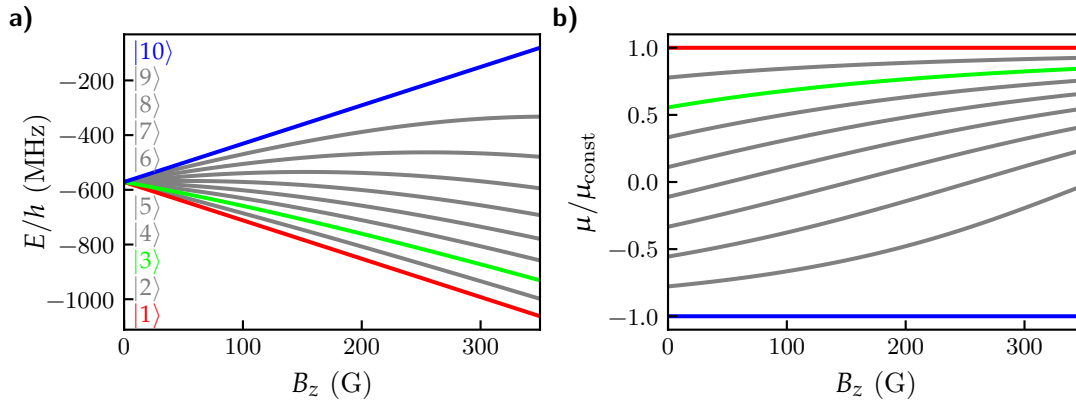 a)
E/h (MHz)
−200
−400
−600
−800
−1000
|10⟩
|9⟩
|8⟩
|7⟩
|6⟩
|5⟩
|4⟩
|3⟩
|2⟩
|1⟩
0 100 200 300
B_z (G)
b)
μ/μ_const
1.0
0.5
0.0
−0.5
−1.0
0 100 200 300
B_z (G)